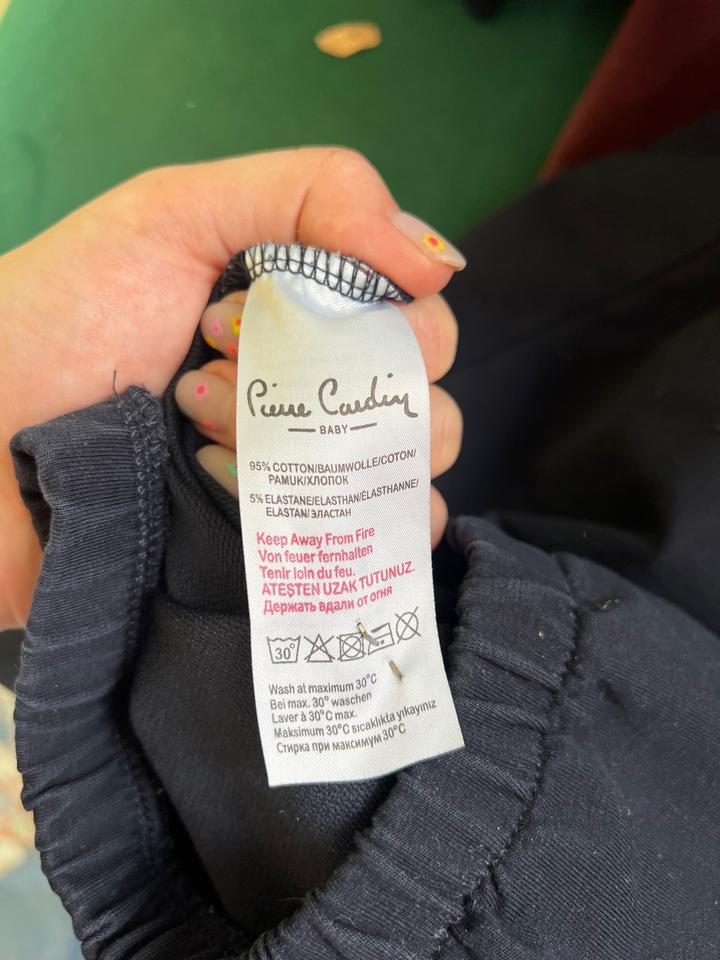 Pierre Cardin
BABY
95% COTTON/BAUMWOLLE/COTON/
PAMUK/ХЛОПОК
5% ELASTANE/ELASTHAN/ÉLASTHANNE/
ELASTAN/ЭЛАСТАН
Keep Away From Fire
Von feuer fernhalten
Tenir loin du feu.
ATEŞTEN UZAK TUTUNUZ.
Держать вдали от огня
30°
Wash at maximum 30°C
Bei max. 30° waschen
Laver à 30°C max.
Maksimum 30°C sıcaklıkta yıkayınız
Стирка при максимум 30°C